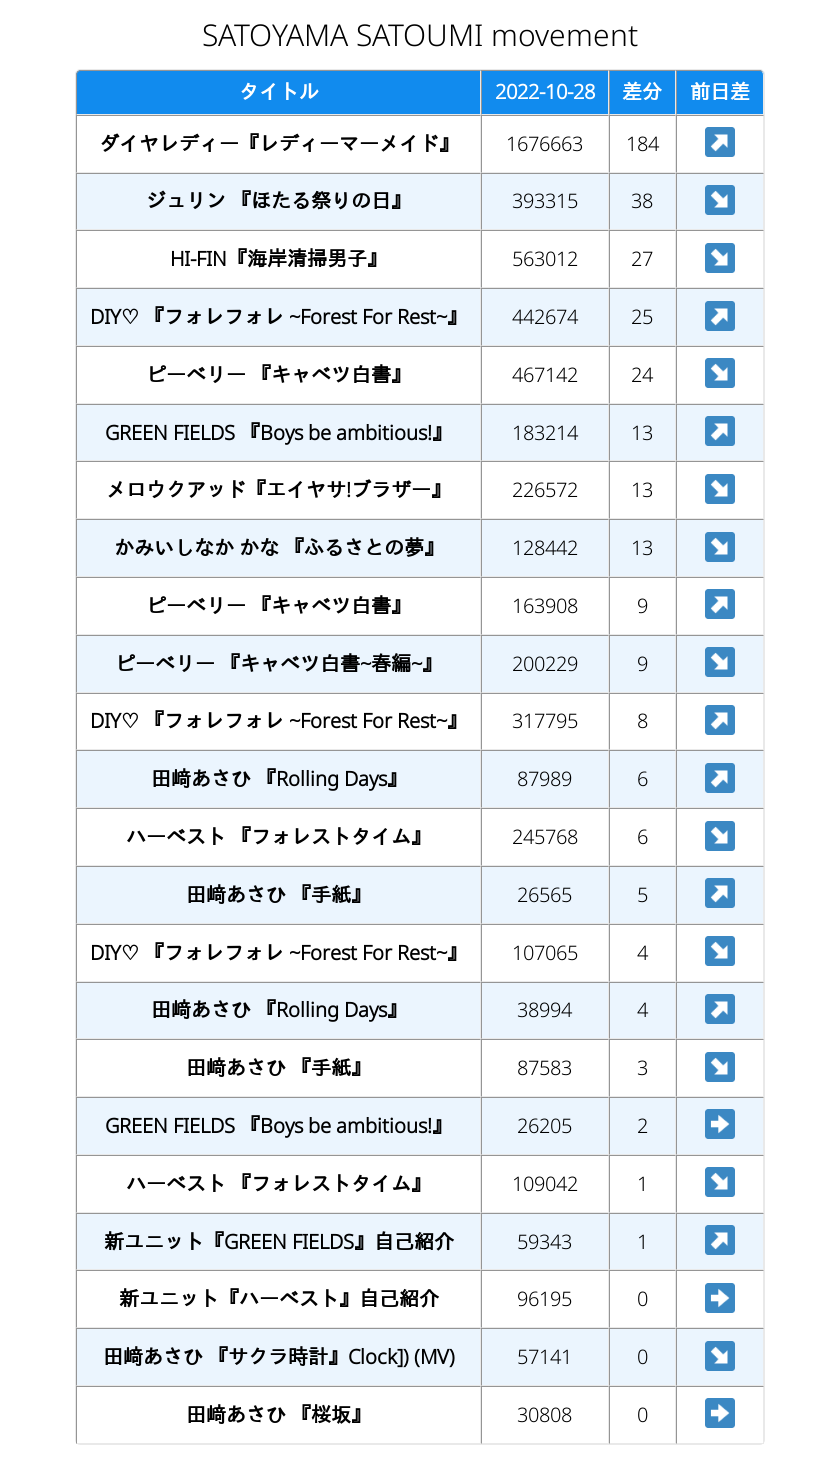 SATOYAMA SATOUMI movement
タイトル 2022-10-28 差分 前日差
ダイヤレディー『レディーマーメイド』 1676663 184 ↗
ジュリン 『ほたる祭りの日』 393315 38 ↘
HI-FIN『海岸清掃男子』 563012 27 ↘
DIY♡ 『フォレフォレ ~Forest For Rest~』 442674 25 ↗
ピーベリー 『キャベツ白書』 467142 24 ↘
GREEN FIELDS 『Boys be ambitious!』 183214 13 ↗
メロウクアッド『エイヤサ!ブラザー』 226572 13 ↘
かみいしなか かな 『ふるさとの夢』 128442 13 ↘
ピーベリー 『キャベツ白書』 163908 9 ↗
ピーベリー 『キャベツ白書~春編~』 200229 9 ↘
DIY♡ 『フォレフォレ ~Forest For Rest~』 317795 8 ↗
田﨑あさひ 『Rolling Days』 87989 6 ↗
ハーベスト 『フォレストタイム』 245768 6 ↘
田﨑あさひ 『手紙』 26565 5 ↗
DIY♡ 『フォレフォレ ~Forest For Rest~』 107065 4 ↘
田﨑あさひ 『Rolling Days』 38994 4 ↗
田﨑あさひ 『手紙』 87583 3 ↘
GREEN FIELDS 『Boys be ambitious!』 26205 2 ➡
ハーベスト 『フォレストタイム』 109042 1 ↘
新ユニット『GREEN FIELDS』自己紹介 59343 1 ↗
新ユニット『ハーベスト』自己紹介 96195 0 ➡
田﨑あさひ 『サクラ時計』Clock]) (MV) 57141 0 ↘
田﨑あさひ 『桜坂』 30808 0 ➡